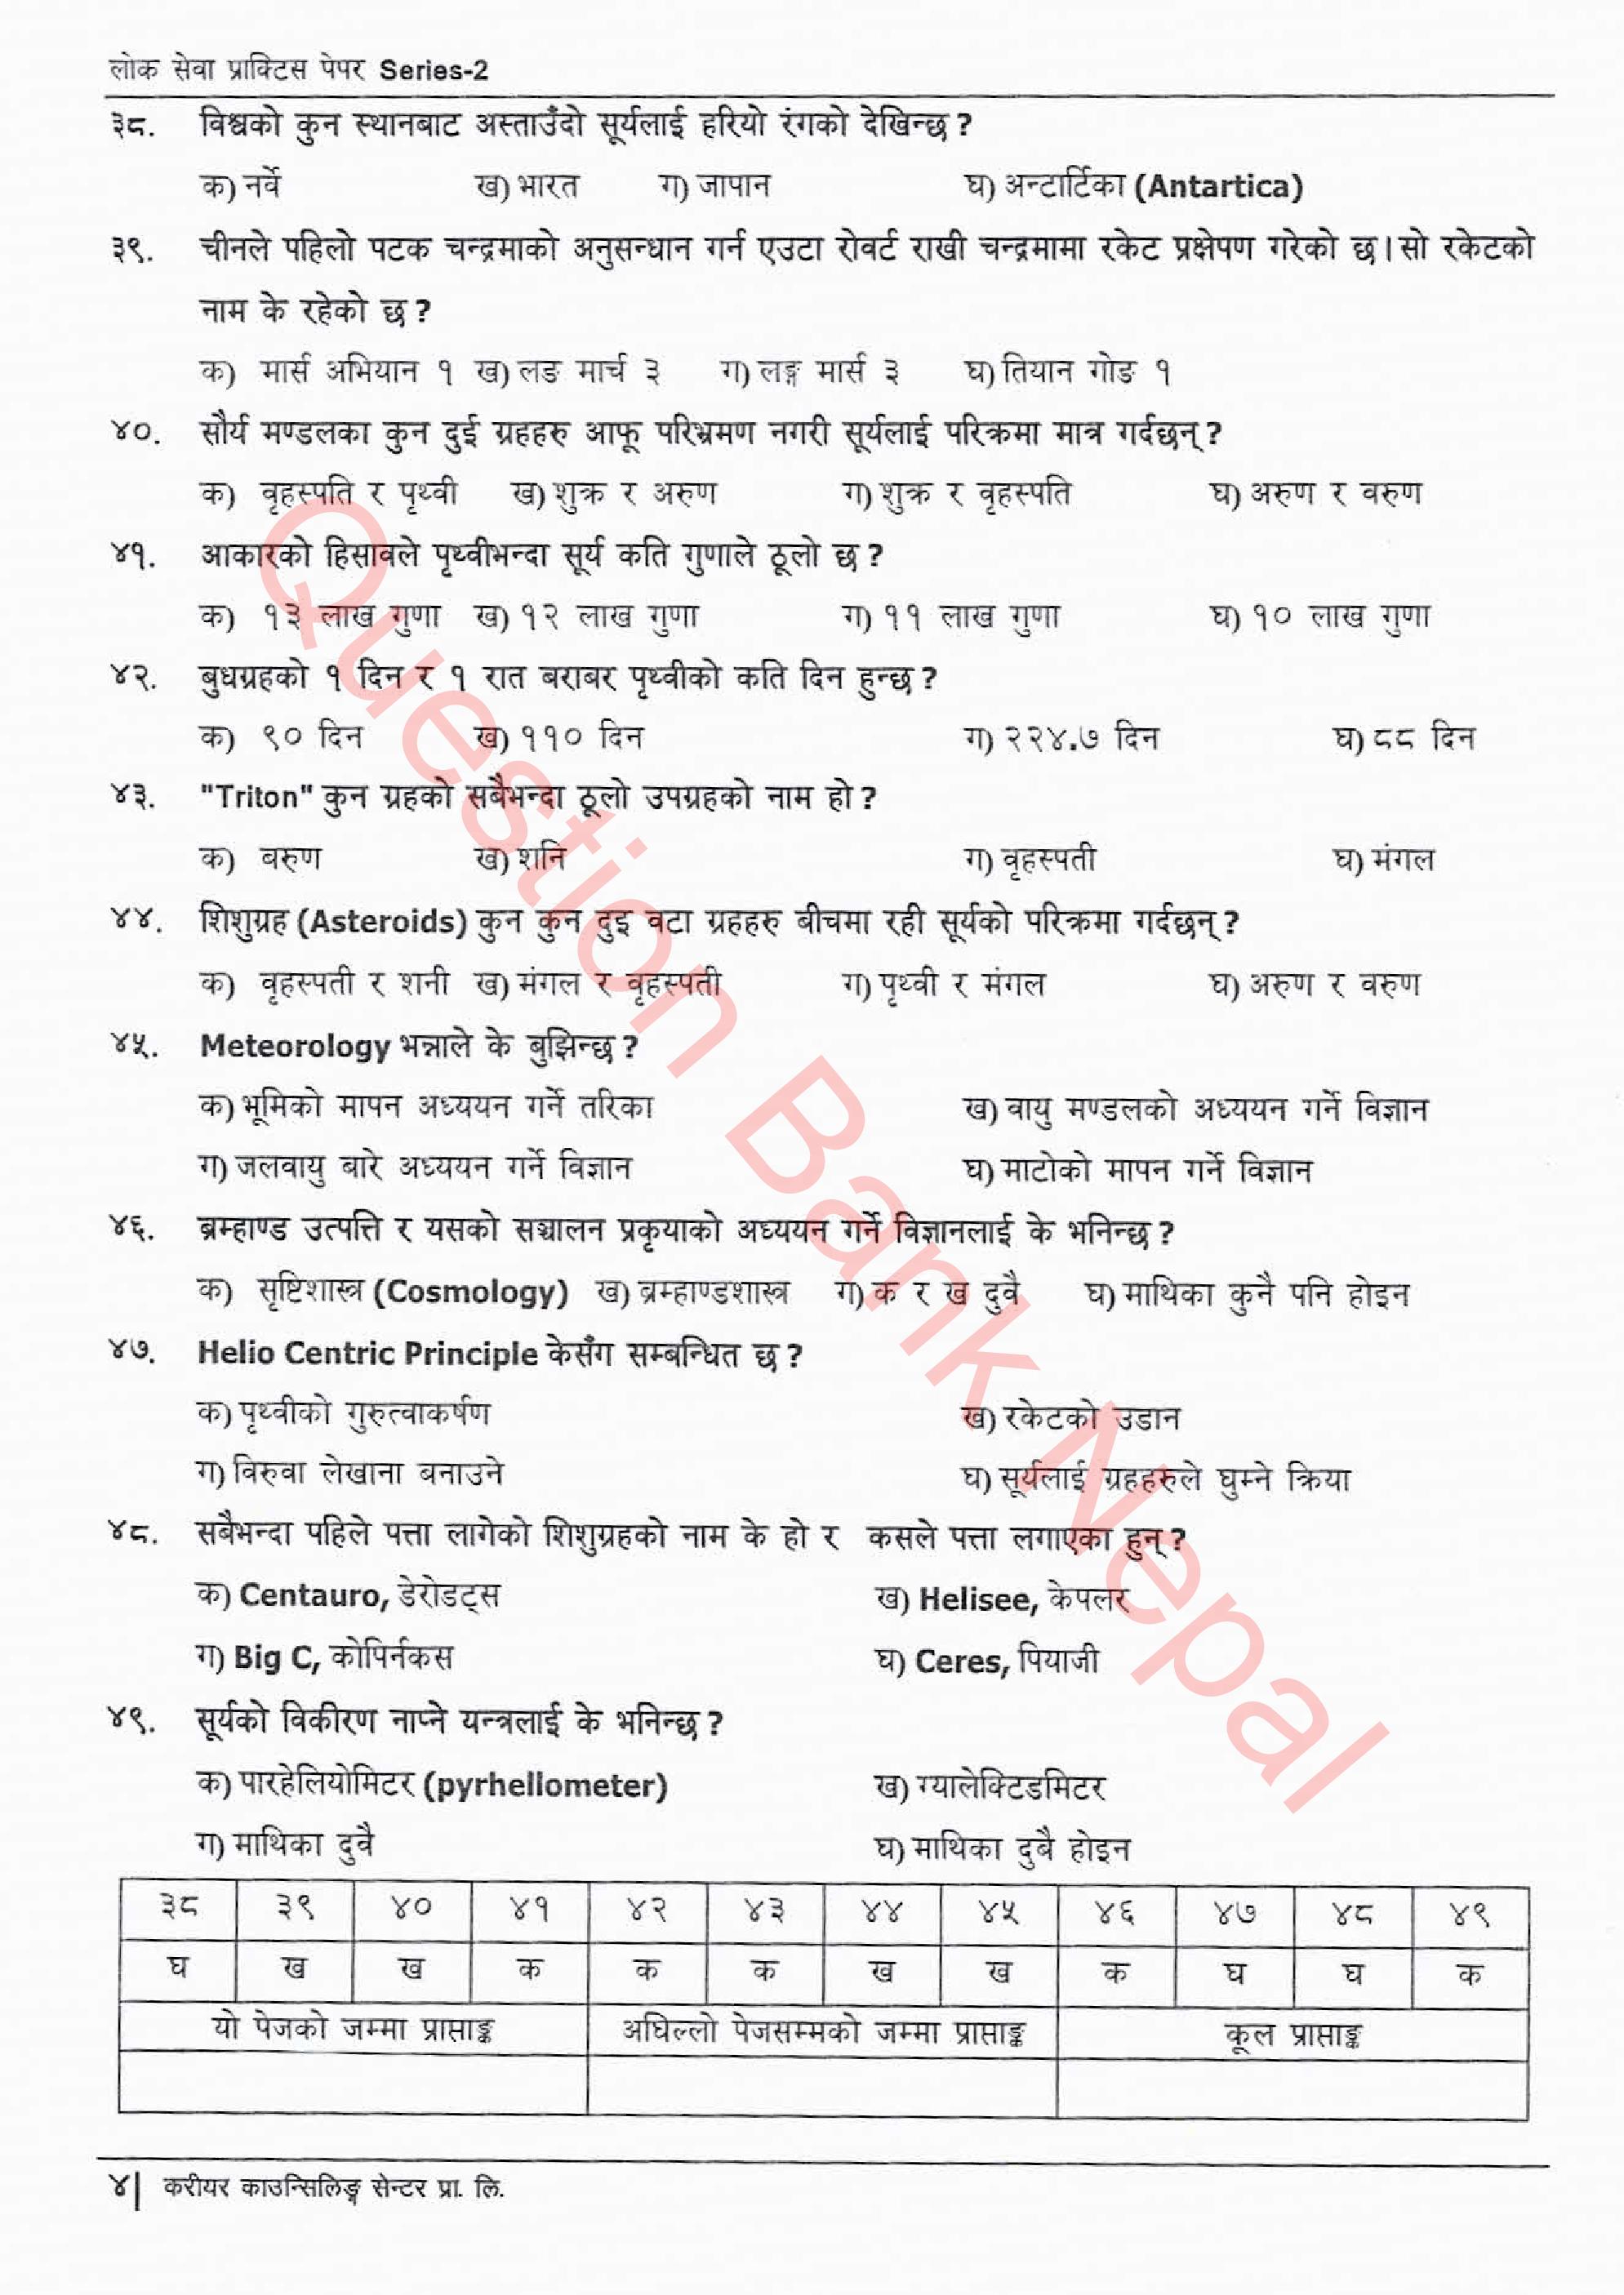 लोक सेवा प्राक्टिस पेपर Series-2
३८. विश्वको कुन स्थानबाट अस्ताउँदो सूर्यलाई हरियो रंगको देखिन्छ ?
क) नर्वे ख) भारत ग) जापान घ) अन्टार्टिका (Antartica)
३९. चीनले पहिलो पटक चन्द्रमाको अनुसन्धान गर्न एउटा रोवर्ट राखी चन्द्रमामा रकेट प्रक्षेपण गरेको छ। सो रकेटको
नाम के रहेको छ ?
क) मार्स अभियान १ ख) लङ मार्च ३ ग) लङ्ग मार्स ३ घ) तियान गोङ १
४०. सौर्य मण्डलका कुन दुई ग्रहहरु आफू परिभ्रमण नगरी सूर्यलाई परिक्रमा मात्र गर्दछन् ?
क) वृहस्पति र पृथ्वी ख) शुक्र र अरुण ग) शुक्र र वृहस्पति घ) अरुण र वरुण
४१. आकारको हिसावले पृथ्वीभन्दा सूर्य कति गुणाले ठूलो छ ?
क) १३ लाख गुणा ख) १२ लाख गुणा ग) ११ लाख गुणा घ) १० लाख गुणा
४२. बुधग्रहको १ दिन र १ रात बराबर पृथ्वीको कति दिन हुन्छ ?
क) ९० दिन ख) ११० दिन ग) २२४.७ दिन घ) ८८ दिन
४३. "Triton" कुन ग्रहको सबैभन्दा ठूलो उपग्रहको नाम हो ?
क) बरुण ख) शनि ग) वृहस्पती घ) मंगल
४४. शिशुग्रह (Asteroids) कुन कुन दुइ वटा ग्रहहरु बीचमा रही सूर्यको परिक्रमा गर्दछन् ?
क) वृहस्पती र शनी ख) मंगल र वृहस्पती ग) पृथ्वी र मंगल घ) अरुण र वरुण
४५. Meteorology भन्नाले के बुझिन्छ ?
क) भूमिको मापन अध्ययन गर्ने तरिका ख) वायु मण्डलको अध्ययन गर्ने विज्ञान
ग) जलवायु बारे अध्ययन गर्ने विज्ञान घ) माटोको मापन गर्ने विज्ञान
४६. ब्रम्हाण्ड उत्पत्ति र यसको सञ्चालन प्रकृयाको अध्ययन गर्ने विज्ञानलाई के भनिन्छ ?
क) सृष्टिशास्त्र (Cosmology) ख) ब्रम्हाण्डशास्त्र ग) क र ख दुवै घ) माथिका कुनै पनि होइन
४७. Helio Centric Principle केसँग सम्बन्धित छ ?
क) पृथ्वीको गुरुत्वाकर्षण ख) रकेटको उडान
ग) विरुवा लेखाना बनाउने घ) सूर्यलाई ग्रहहरुले घुम्ने क्रिया
४८. सबैभन्दा पहिले पत्ता लागेको शिशुग्रहको नाम के हो र कसले पत्ता लगाएका हुन् ?
क) Centauro, डेरोडट्स ख) Helisee, केपलर
ग) Big C, कोपिर्नकस घ) Ceres, पियाजी
४९. सूर्यको विकीरण नाप्ने यन्त्रलाई के भनिन्छ ?
क) पारहेलियोमिटर (pyrheliometer) ख) ग्यालेक्टिडमिटर
ग) माथिका दुवै घ) माथिका दुबै होइन
३८ ३९ ४० ४१ ४२ ४३ ४४ ४५ ४६ ४७ ४८ ४९
घ ख ख क क क ख ख क घ घ क
यो पेजको जम्मा प्राप्ताङ्क अघिल्लो पेजसम्मको जम्मा प्राप्ताङ्क कूल प्राप्ताङ्क
४| करीयर काउन्सिलिङ्ग सेन्टर प्रा. लि.
Question Bank Nepal